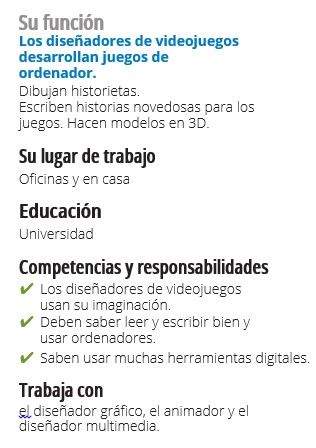 Su función
Los diseñadores de videojuegos
desarrollan juegos de
ordenador.
Dibujan historietas.
Escriben historias novedosas para los
juegos. Hacen modelos en 3D.
Su lugar de trabajo
Oficinas y en casa
Educación
Universidad
Competencias y responsabilidades
✔ Los diseñadores de videojuegos
usan su imaginación.
✔ Deben saber leer y escribir bien y
usar ordenadores.
✔ Saben usar muchas herramientas digitales.
Trabaja con
el diseñador gráfico, el animador y el
diseñador multimedia.